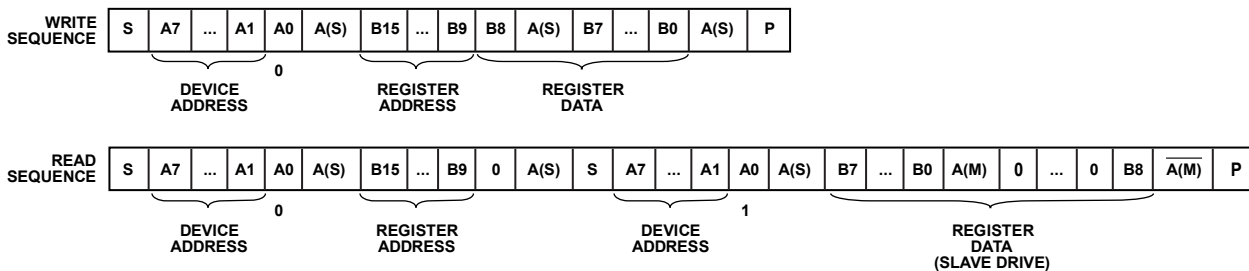 WRITE
SEQUENCE
S A7 ... A1 A0 A(S) B15 ... B9 B8 A(S) B7 ... B0 A(S) P
0
DEVICE
ADDRESS
REGISTER
ADDRESS
REGISTER
DATA
READ
SEQUENCE
S A7 ... A1 A0 A(S) B15 ... B9 0 A(S) S A7 ... A1 A0 A(S) B7 ... B0 A(M) 0 ... 0 B8 A̅(̅M̅)̅ P
0 1
DEVICE
ADDRESS
REGISTER
ADDRESS
DEVICE
ADDRESS
REGISTER
DATA
(SLAVE DRIVE)